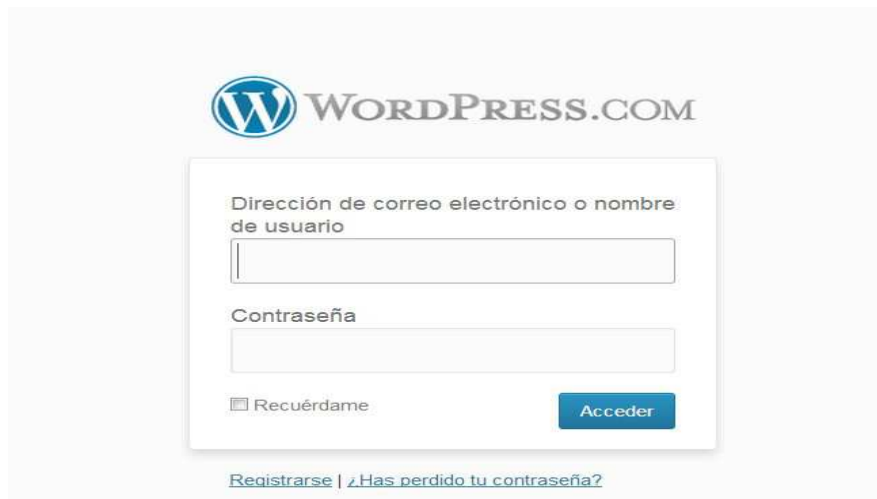 WORDPRESS.COM
Dirección de correo electrónico o nombre
de usuario
Contraseña
Recuérdame
Acceder
Registrarse | ¿Has perdido tu contraseña?